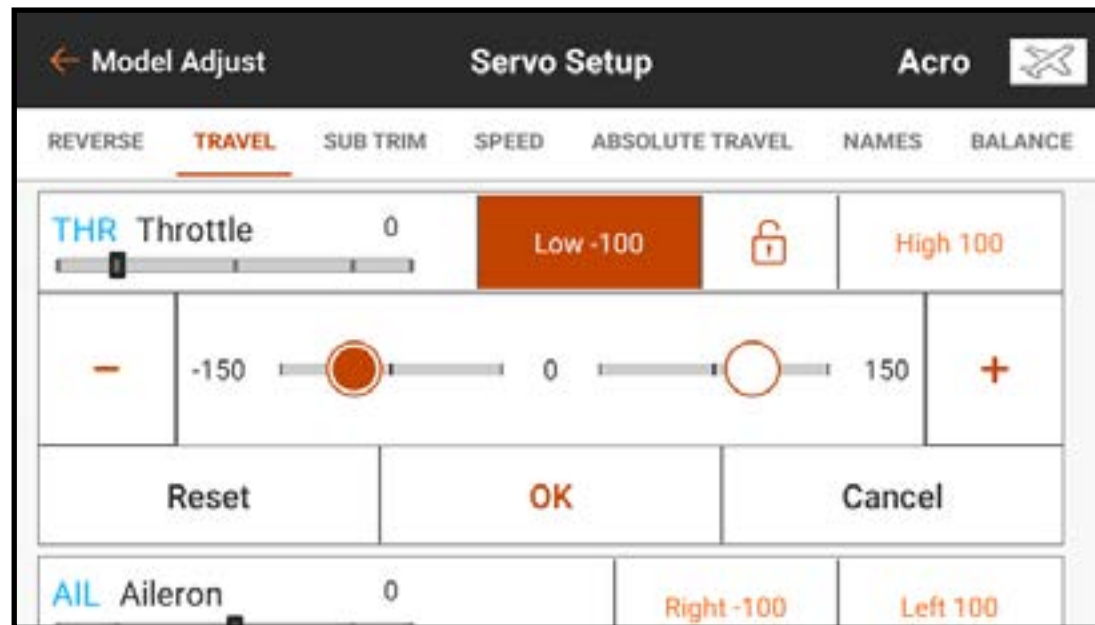 Model Adjust Servo Setup Acro
REVERSE TRAVEL SUB TRIM SPEED ABSOLUTE TRAVEL NAMES BALANCE
THR Throttle 0 Low -100 High 100
- -150 0 150 +
Reset OK Cancel
AIL Aileron 0 Right -100 Left 100